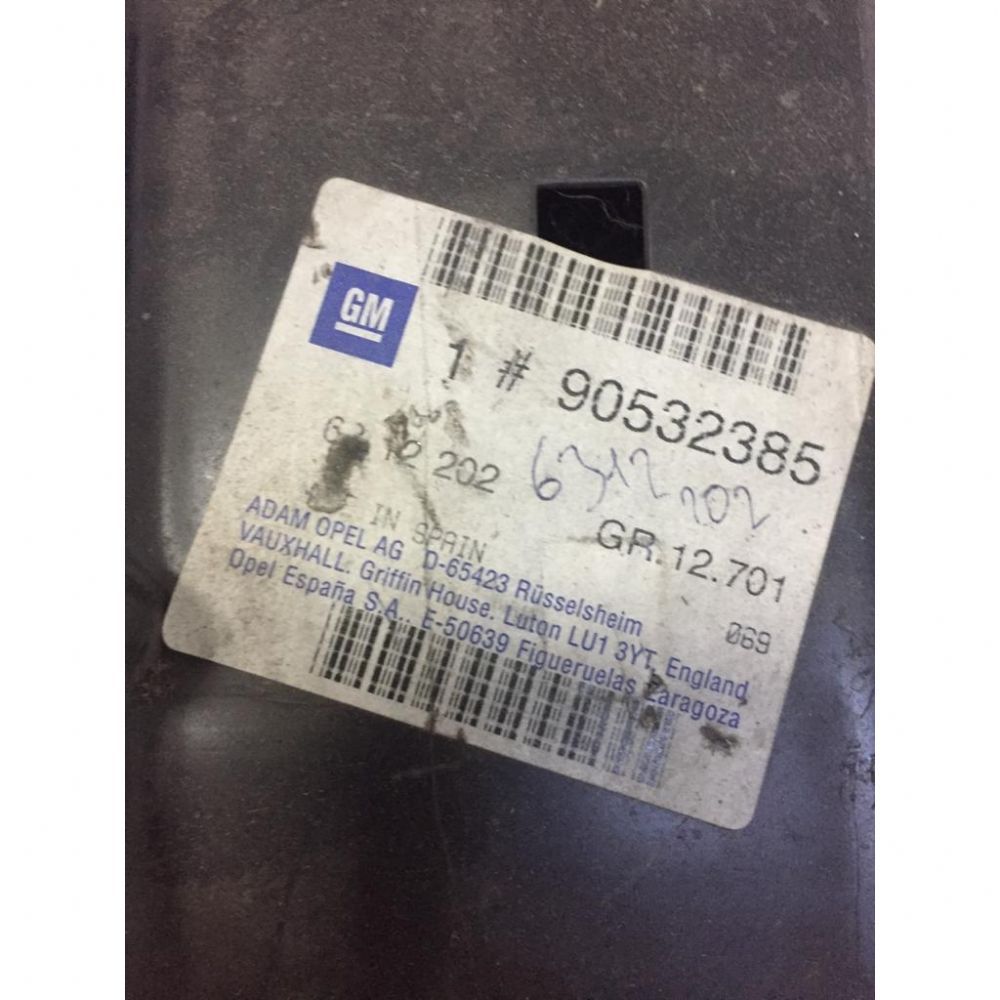 GM
1 # 90532385
12 202
6312 202
IN SPAIN
GR.12.701
ADAM OPEL AG D-65423 Rüsselsheim
069
VAUXHALL. Griffin House. Luton LU1 3YT, England
Opel España S.A., E-50639 Figueruelas Zaragoza